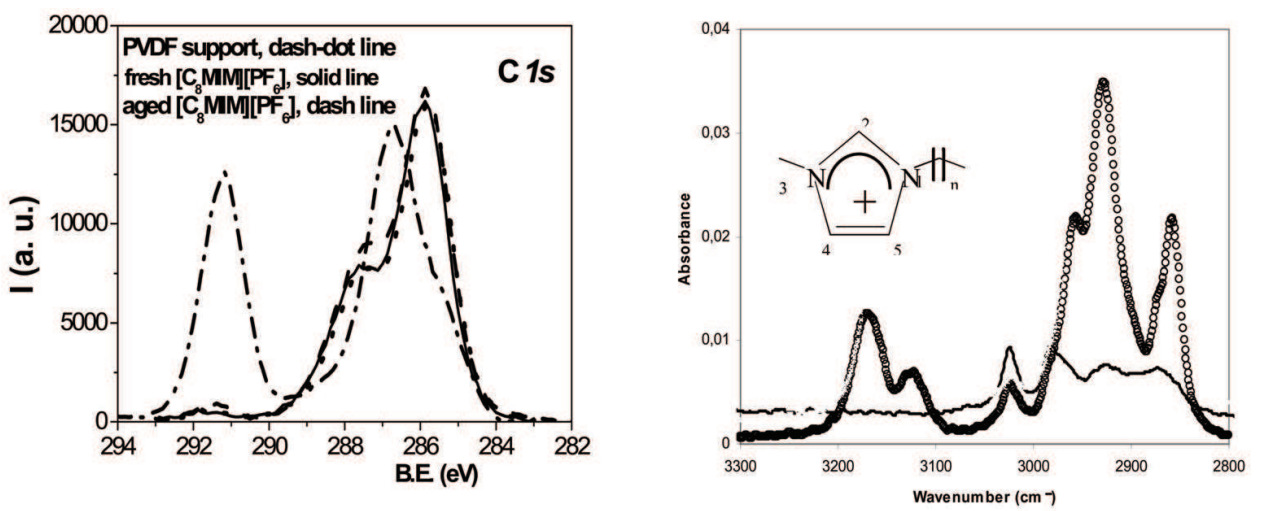 20000
15000
10000
5000
0
I (a. u.)
PVDF support, dash-dot line
fresh [C8MIM][PF6], solid line
aged [C8MIM][PF6], dash line
C 1s
294 292 290 288 286 284 282
B.E. (eV)
0,04
0,03
0,02
0,01
0
Absorbance
2
3 N N n
+
4 5
3300 3200 3100 3000 2900 2800
Wavenumber (cm⁻)